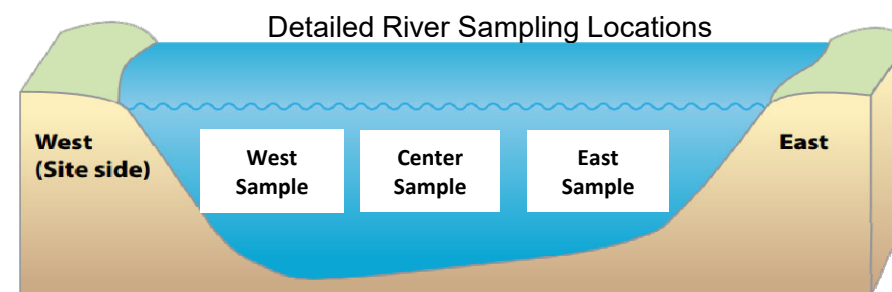 Detailed River Sampling Locations
West
(Site side)
West
Sample
Center
Sample
East
Sample
East